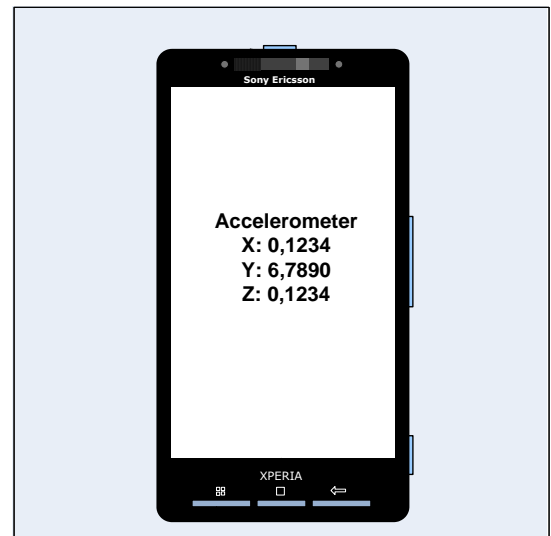 Sony Ericsson
Accelerometer
X: 0,1234
Y: 6,7890
Z: 0,1234
XPERIA